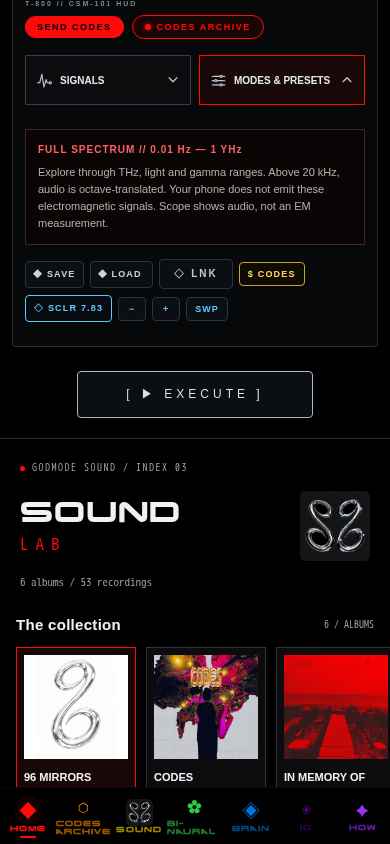 T-800 // CSM-101 HUD
SEND CODES
CODES ARCHIVE
SIGNALS
MODES & PRESETS
FULL SPECTRUM // 0.01 Hz — 1 YHz
Explore through THz, light and gamma ranges. Above 20 kHz,
audio is octave-translated. Your phone does not emit these
electromagnetic signals. Scope shows audio, not an EM
measurement.
SAVE
LOAD
LNK
$ CODES
SCLR 7.83
−
+
SWP
[ ▶ EXECUTE ]
GODMODE SOUND / INDEX 03
SOUND
LAB
6 albums / 53 recordings
The collection
6 / ALBUMS
96 MIRRORS
CODES
IN MEMORY OF
HOME
CODES
ARCHIVE
SOUND
BI-
NAURAL
BRAIN
IG
HOW